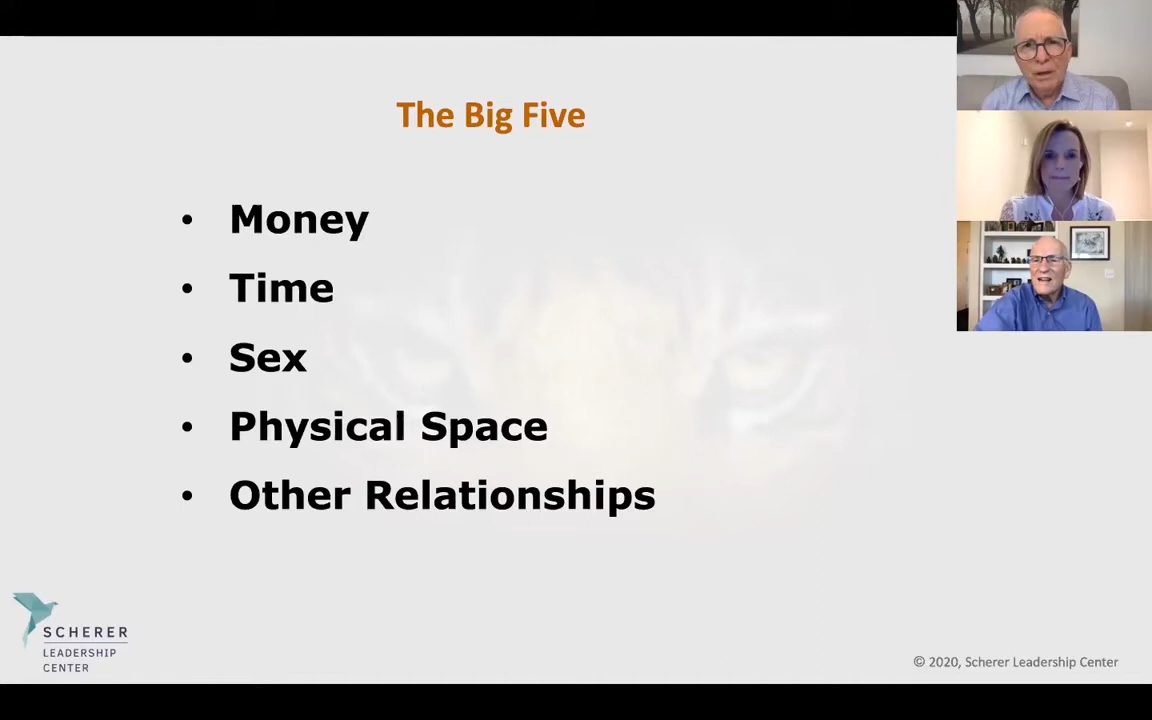 The Big Five
• Money
• Time
• Sex
• Physical Space
• Other Relationships
SCHERER
LEADERSHIP
CENTER
© 2020, Scherer Leadership Center